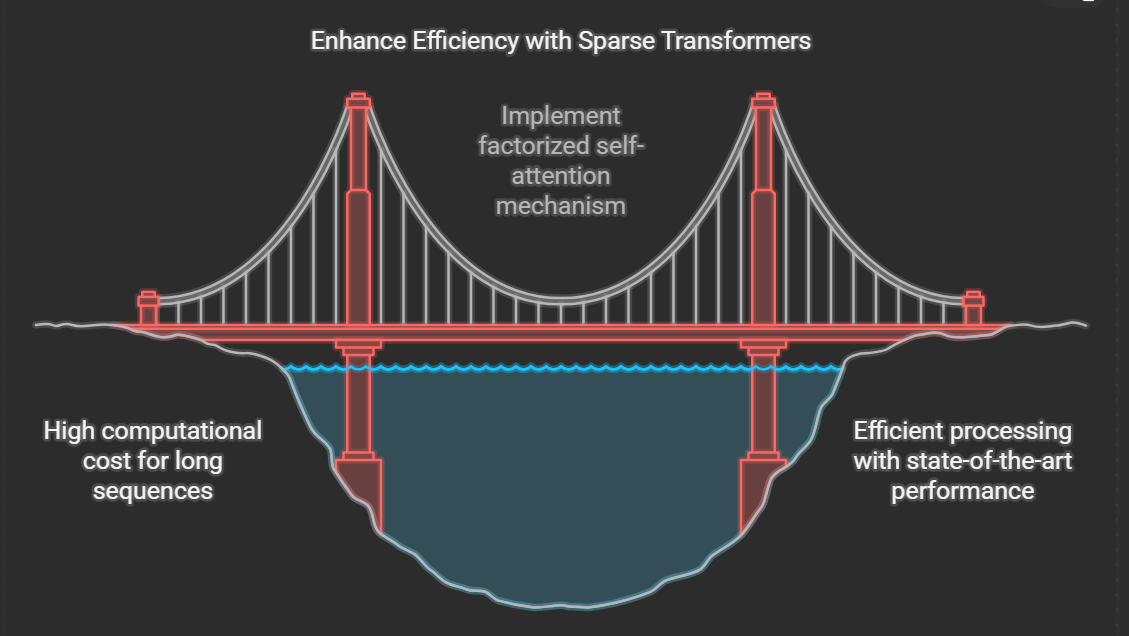 Enhance Efficiency with Sparse Transformers
Implement
factorized self-
attention
mechanism
High computational
cost for long
sequences
Efficient processing
with state-of-the-art
performance